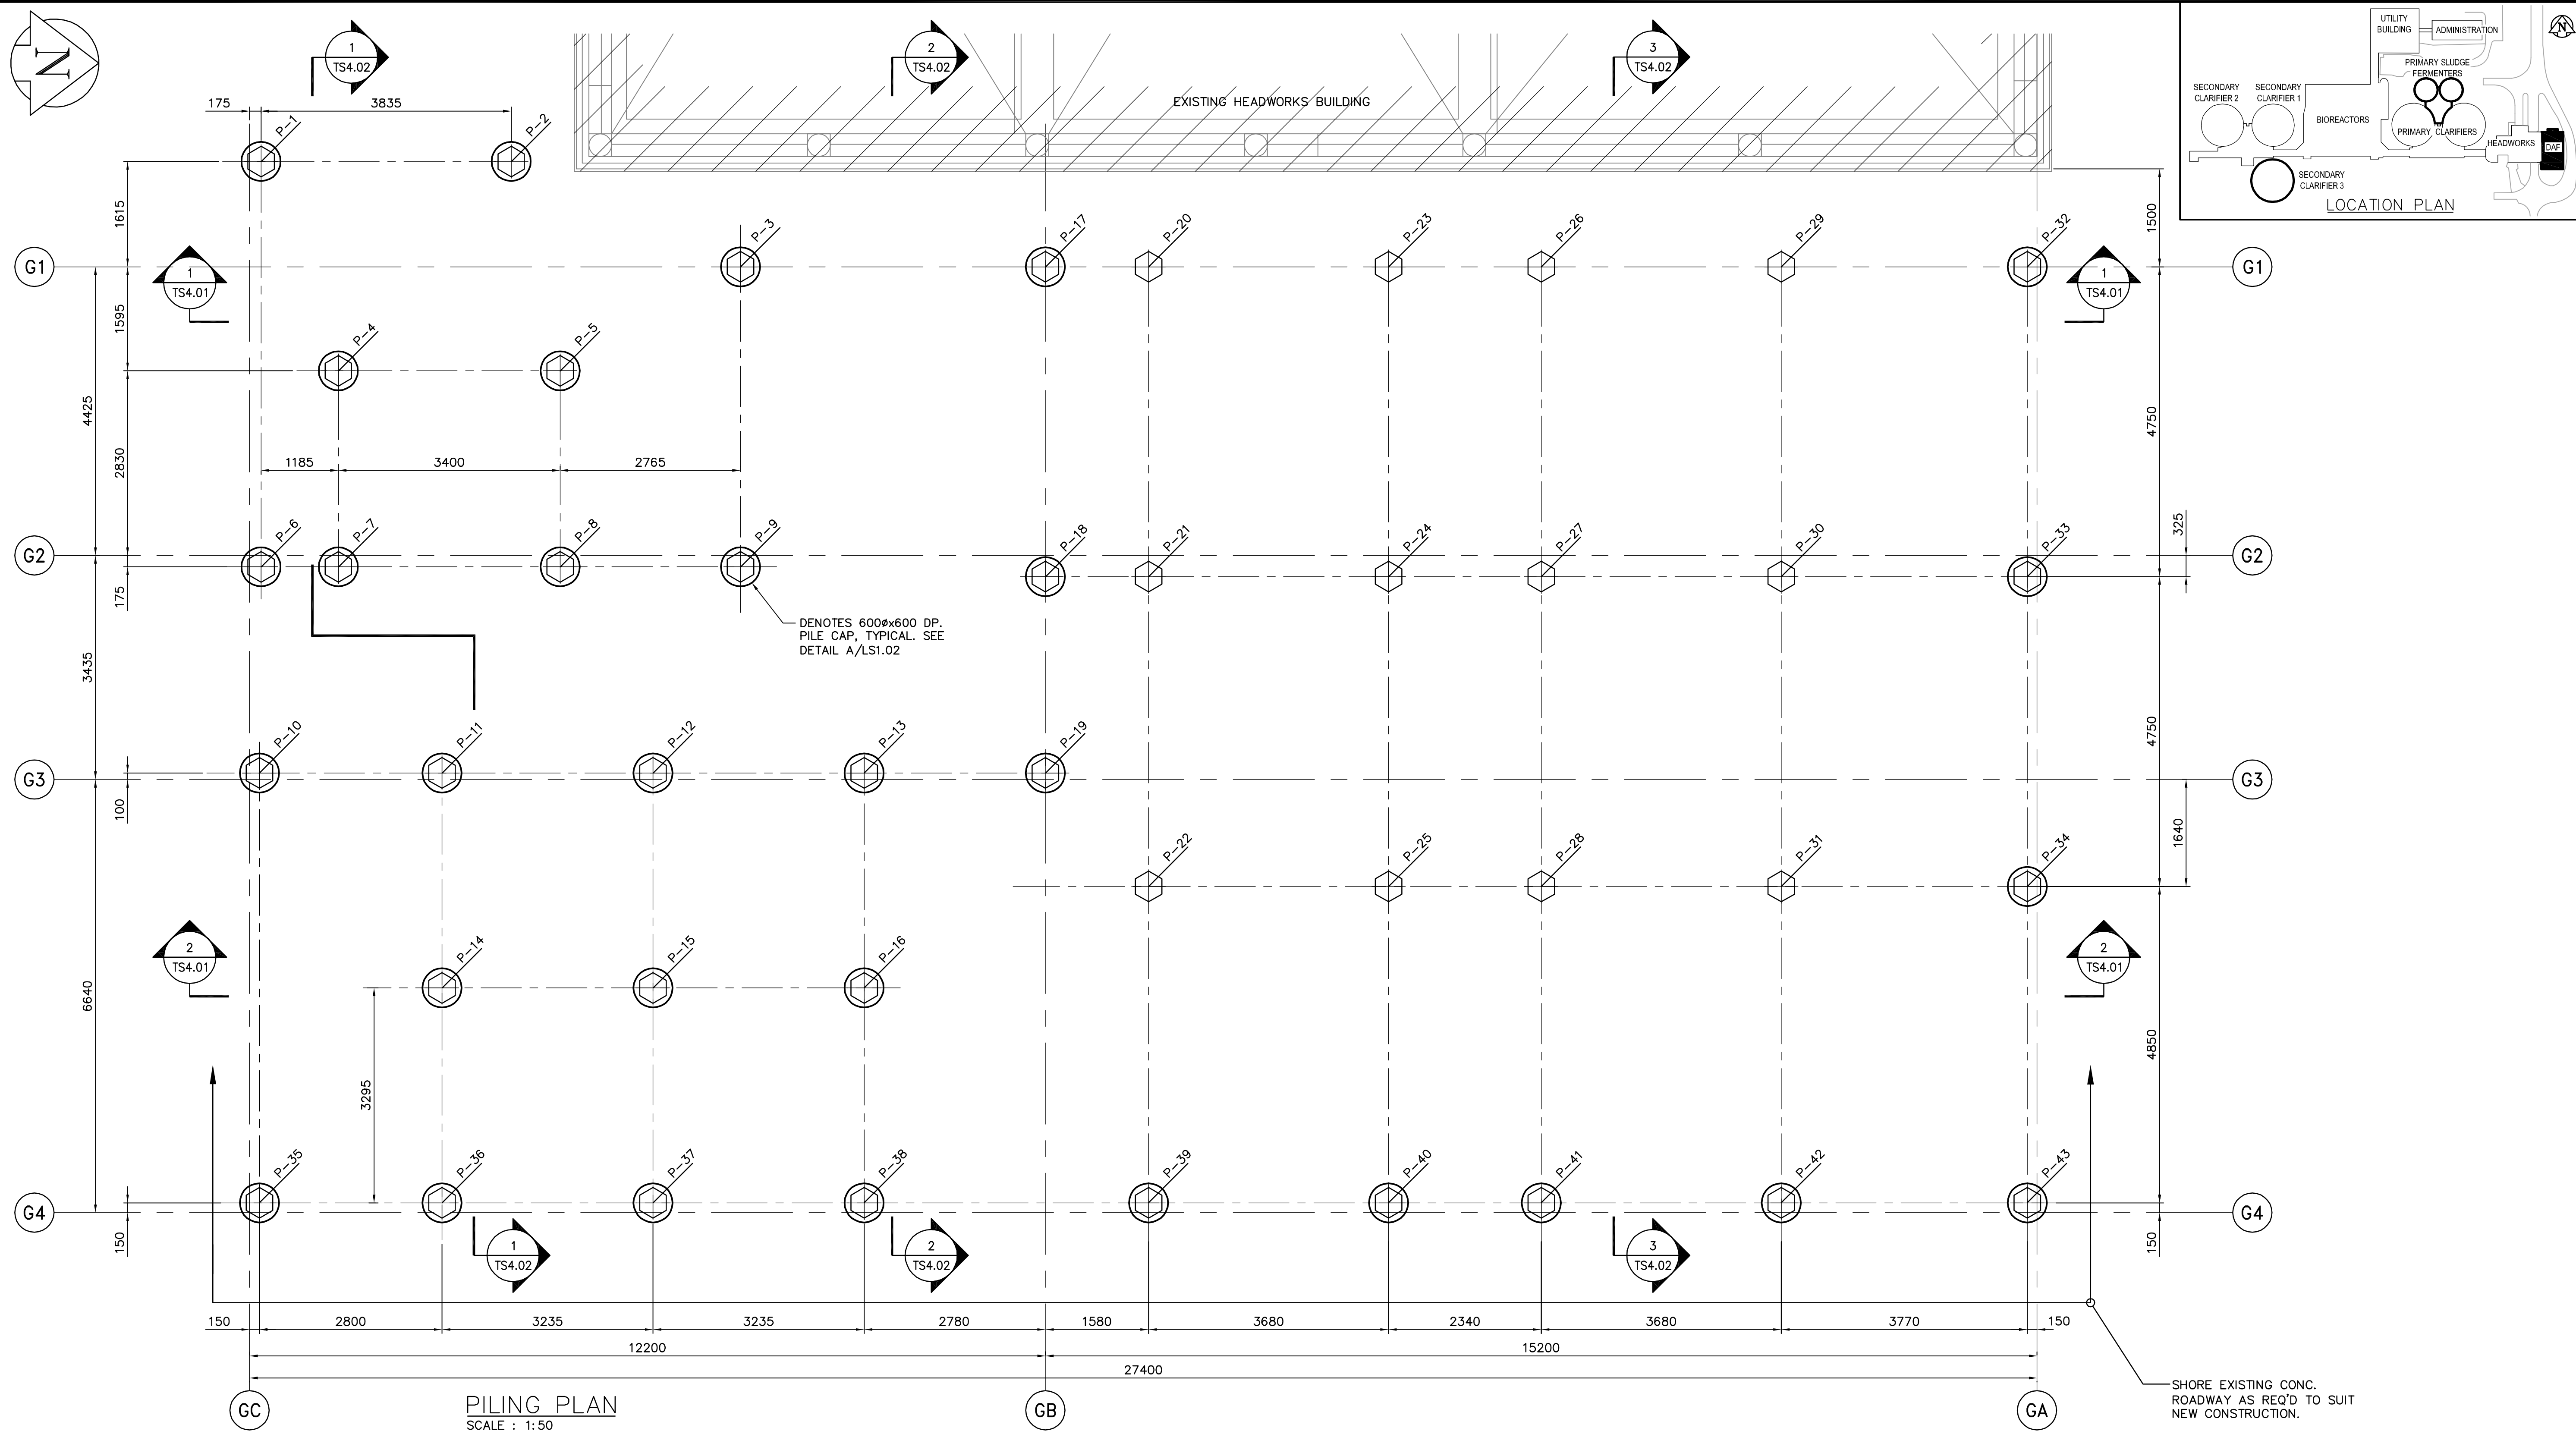 N
1
TS4.02
2
TS4.02
3
TS4.02
EXISTING HEADWORKS BUILDING
175
3835
P-1
P-2
1615
1500
UTILITY
BUILDING
ADMINISTRATION
N
PRIMARY SLUDGE
FERMENTERS
SECONDARY
CLARIFIER 2
SECONDARY
CLARIFIER 1
BIOREACTORS
PRIMARY CLARIFIERS
HEADWORKS
DAF
SECONDARY
CLARIFIER 3
LOCATION PLAN
G1
1
TS4.01
P-3
P-17
P-20
P-23
P-26
P-29
P-32
1
TS4.01
G1
1595
P-4
P-5
4425
4750
2830
1185
3400
2765
325
G2
P-6
P-7
P-8
P-9
P-18
P-21
P-24
P-27
P-30
P-33
G2
175
DENOTES 600øx600 DP.
PILE CAP, TYPICAL. SEE
DETAIL A/LS1.02
3435
4750
G3
P-10
P-11
P-12
P-13
P-19
G3
100
1640
P-22
P-25
P-28
P-31
P-34
2
TS4.01
P-14
P-15
P-16
2
TS4.01
6640
3295
4850
G4
P-35
P-36
P-37
P-38
P-39
P-40
P-41
P-42
P-43
G4
150
150
1
TS4.02
2
TS4.02
3
TS4.02
150
2800
3235
3235
2780
1580
3680
2340
3680
3770
150
12200
15200
27400
GC
GB
GA
PILING PLAN
SCALE : 1:50
SHORE EXISTING CONC.
ROADWAY AS REQ'D TO SUIT
NEW CONSTRUCTION.